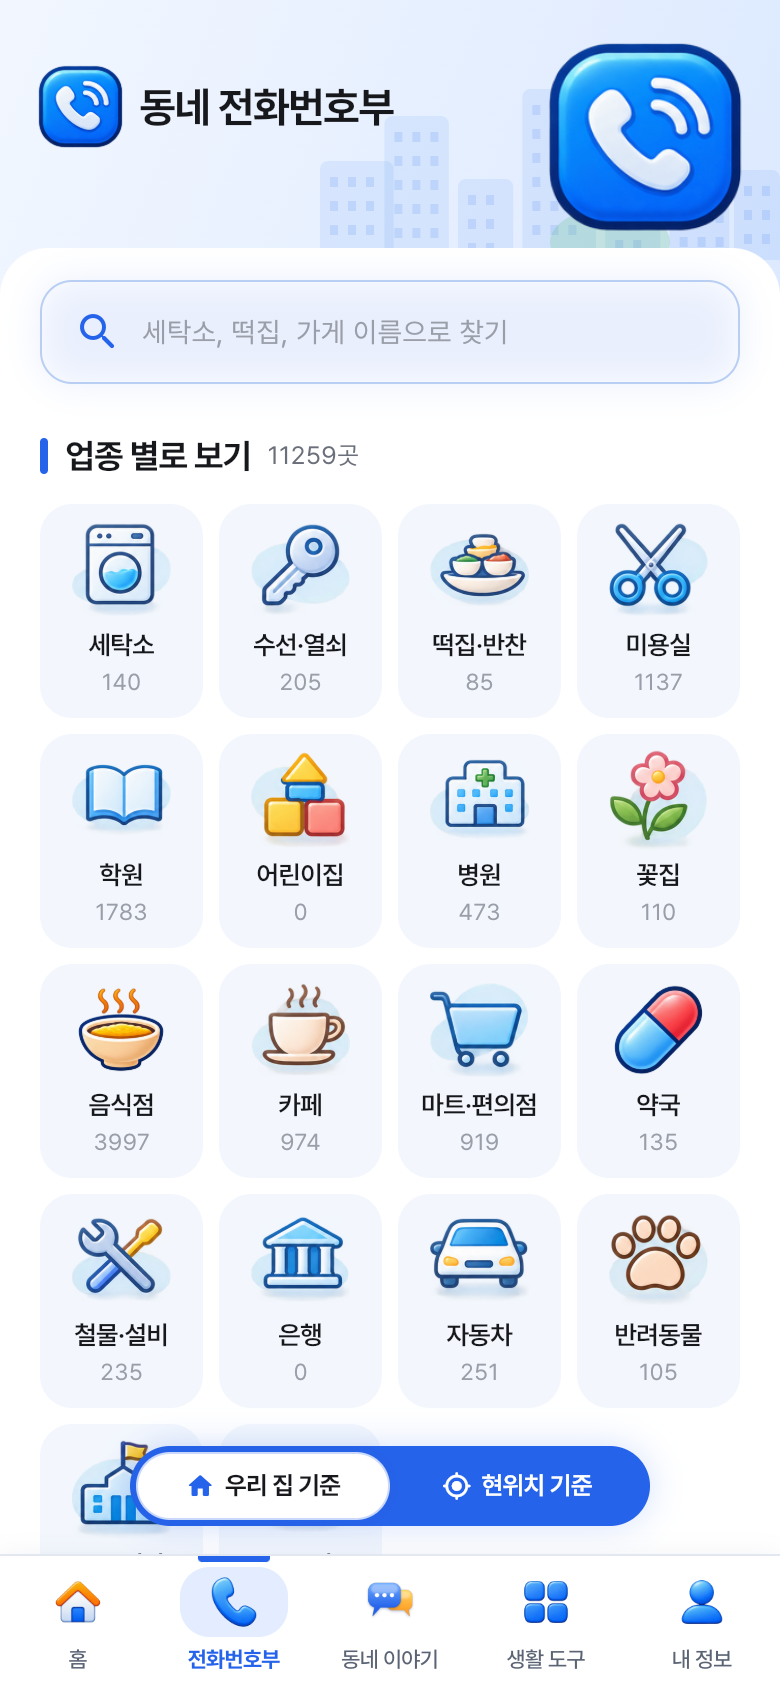 동네 전화번호부
세탁소, 떡집, 가게 이름으로 찾기
업종 별로 보기 11259곳
세탁소 수선·열쇠 떡집·반찬 미용실
140 205 85 1137
학원 어린이집 병원 꽃집
1783 0 473 110
음식점 카페 마트·편의점 약국
3997 974 919 135
철물·설비 은행 자동차 반려동물
235 0 251 105
우리 집 기준 현위치 기준
홈 전화번호부 동네 이야기 생활 도구 내 정보